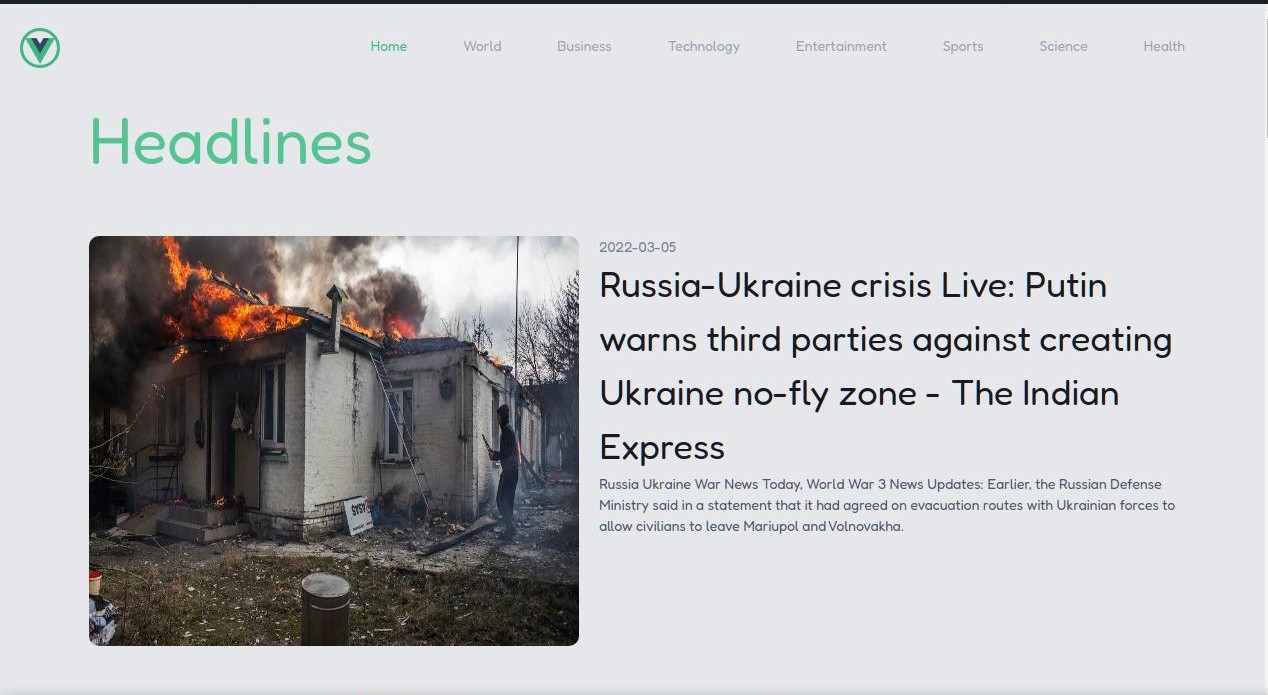 Home World Business Technology Entertainment Sports Science Health
Headlines
2022-03-05
Russia-Ukraine crisis Live: Putin
warns third parties against creating
Ukraine no-fly zone - The Indian
Express
Russia Ukraine War News Today, World War 3 News Updates: Earlier, the Russian Defense
Ministry said in a statement that it had agreed on evacuation routes with Ukrainian forces to
allow civilians to leave Mariupol and Volnovakha.